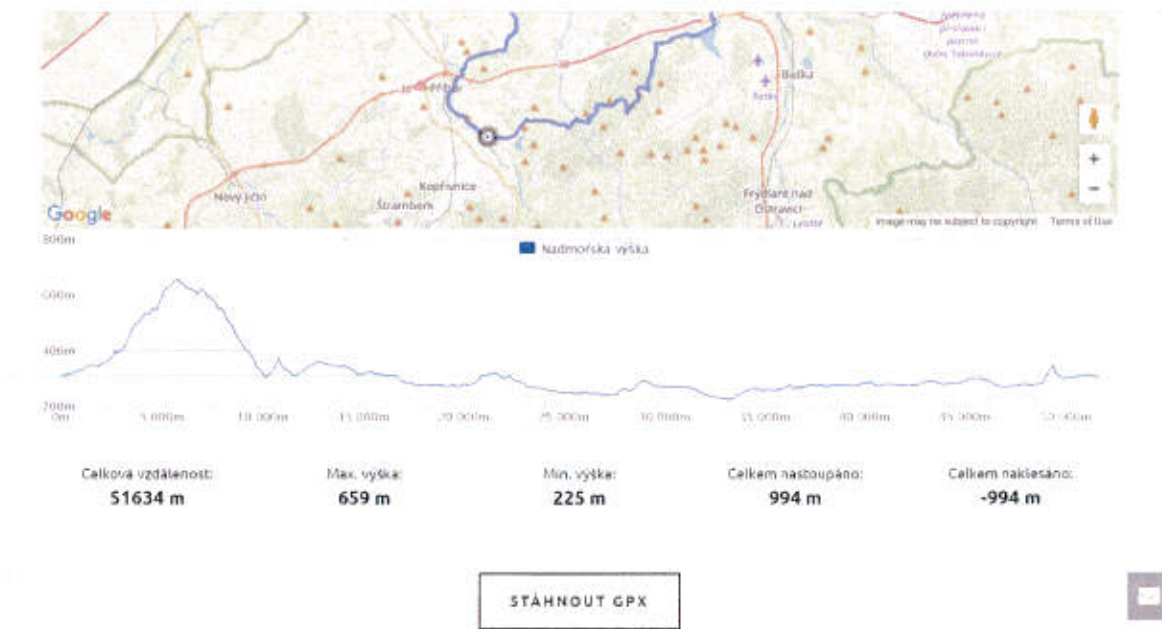 Baška
Nový Jičín
Kopřivnice
Štramberk
Frýdlant nad
Ostravicí
Google
Image may be subject to copyright Terms of Use
800m
Nadmořská výška
600m
400m
200m
0m 5 000m 10 000m 15 000m 20 000m 25 000m 30 000m 35 000m 40 000m 45 000m 50 000m
Celková vzdálenost: Max. výška: Min. výška: Celkem nastoupáno: Celkem naklesáno:
51634 m 659 m 225 m 994 m -994 m
STÁHNOUT GPX